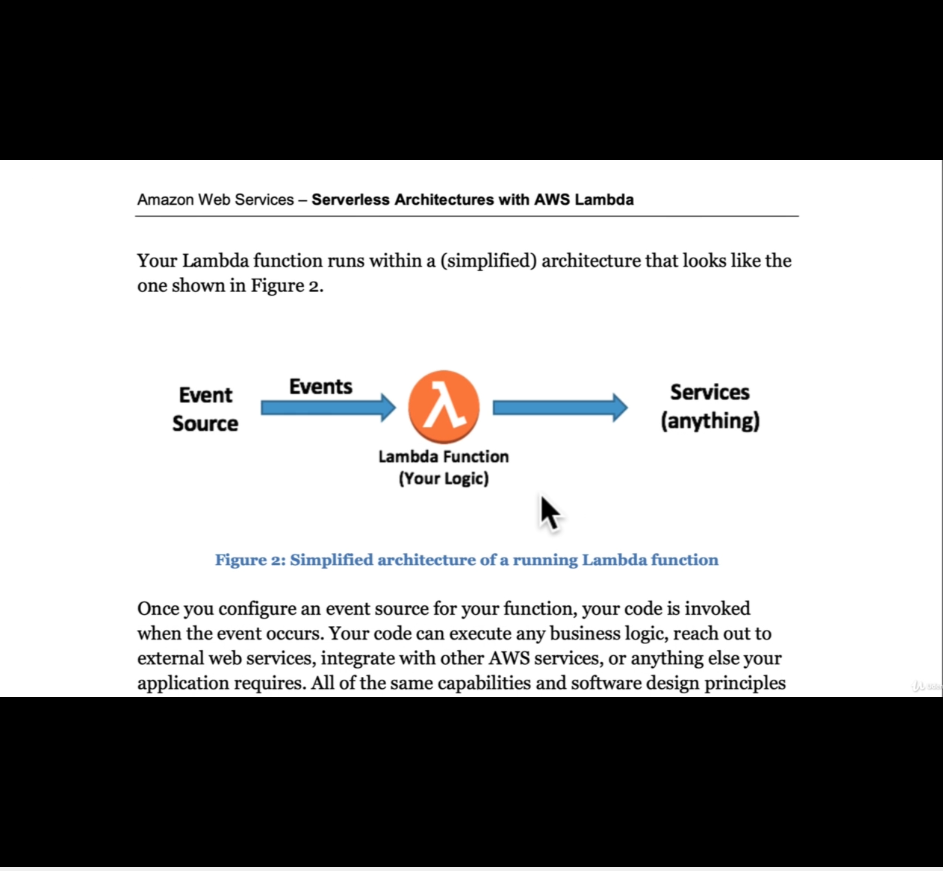 Amazon Web Services – Serverless Architectures with AWS Lambda
Your Lambda function runs within a (simplified) architecture that looks like the
one shown in Figure 2.
Event
Source
Events
λ
Lambda Function
(Your Logic)
Services
(anything)
Figure 2: Simplified architecture of a running Lambda function
Once you configure an event source for your function, your code is invoked
when the event occurs. Your code can execute any business logic, reach out to
external web services, integrate with other AWS services, or anything else your
application requires. All of the same capabilities and software design principles